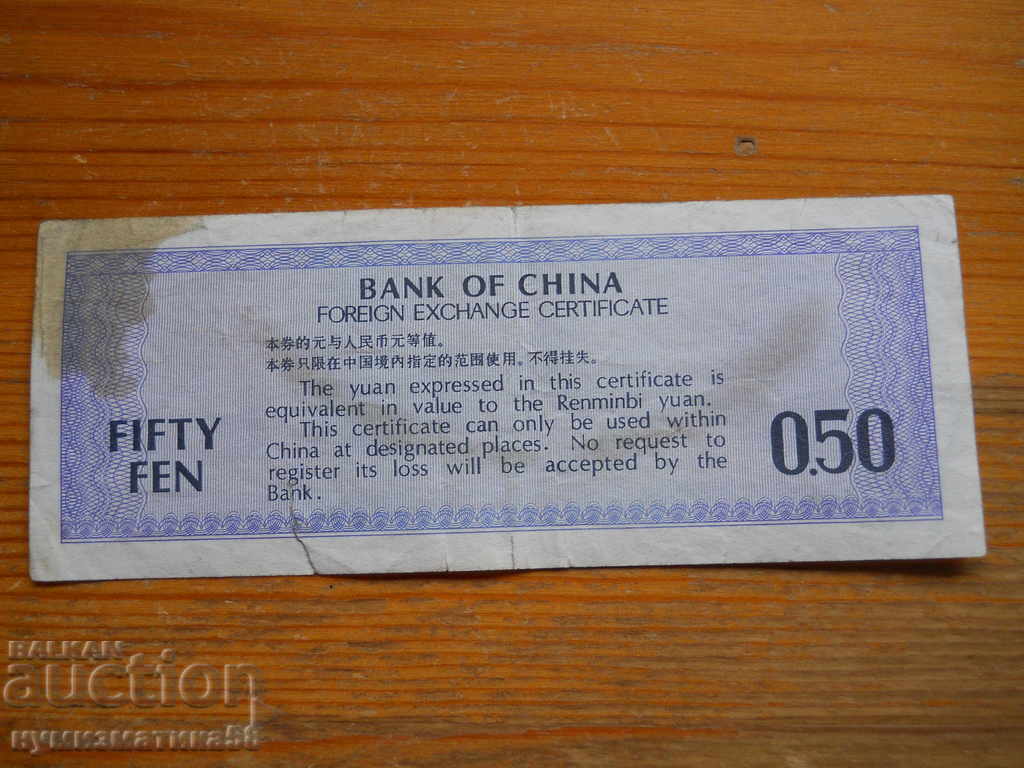 BANK OF CHINA
FOREIGN EXCHANGE CERTIFICATE
本券的元与人民币元等值。
本券只限在中国境内指定的范围使用。不得挂失。
The yuan expressed in this certificate is
equivalent in value to the Renminbi yuan.
This certificate can only be used within
China at designated places. No request to
register its loss will be accepted by the
Bank.
FIFTY
FEN
0.50
BALKAN
auction
нумизматика58